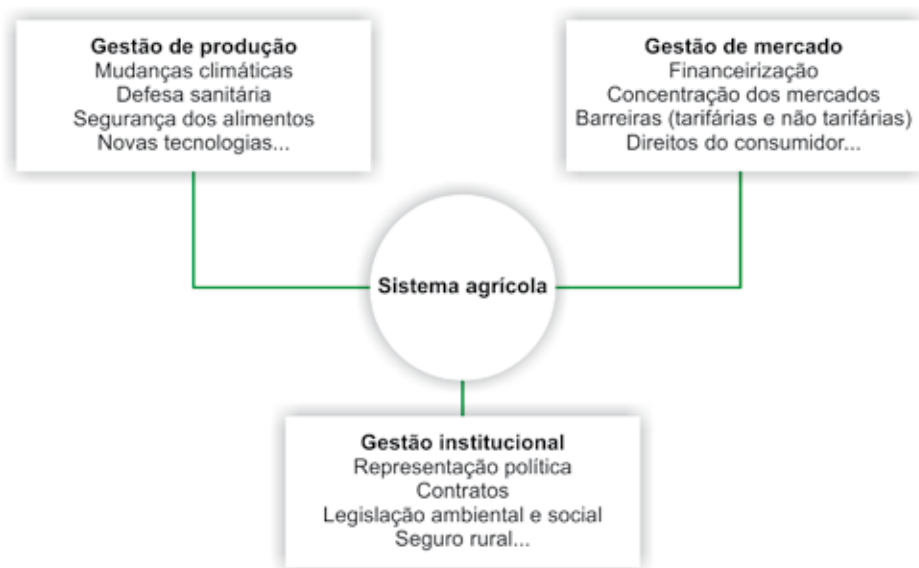 Gestão de produção
Mudanças climáticas
Defesa sanitária
Segurança dos alimentos
Novas tecnologias...
Gestão de mercado
Financeirização
Concentração dos mercados
Barreiras (tarifárias e não tarifárias)
Direitos do consumidor...
Sistema agrícola
Gestão institucional
Representação política
Contratos
Legislação ambiental e social
Seguro rural...